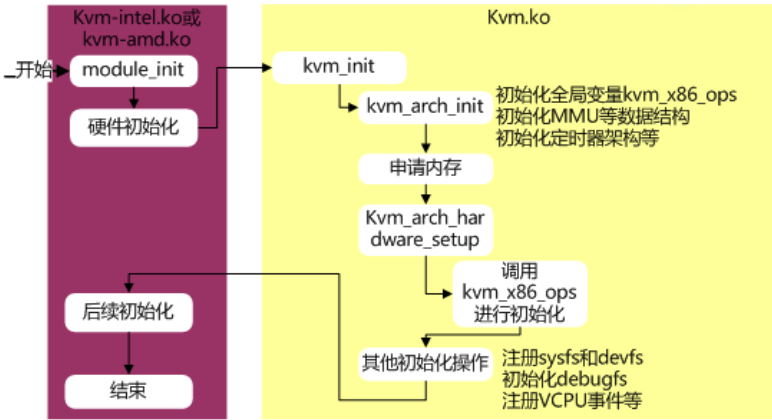 Kvm-intel.ko或
kvm-amd.ko
Kvm.ko
开始
module_init
硬件初始化
kvm_init
kvm_arch_init
初始化全局变量kvm_x86_ops
初始化MMU等数据结构
初始化定时器架构等
申请内存
Kvm_arch_har
dware_setup
调用
kvm_x86_ops
进行初始化
其他初始化操作
注册sysfs和devfs
初始化debugfs
注册VCPU事件等
后续初始化
结束